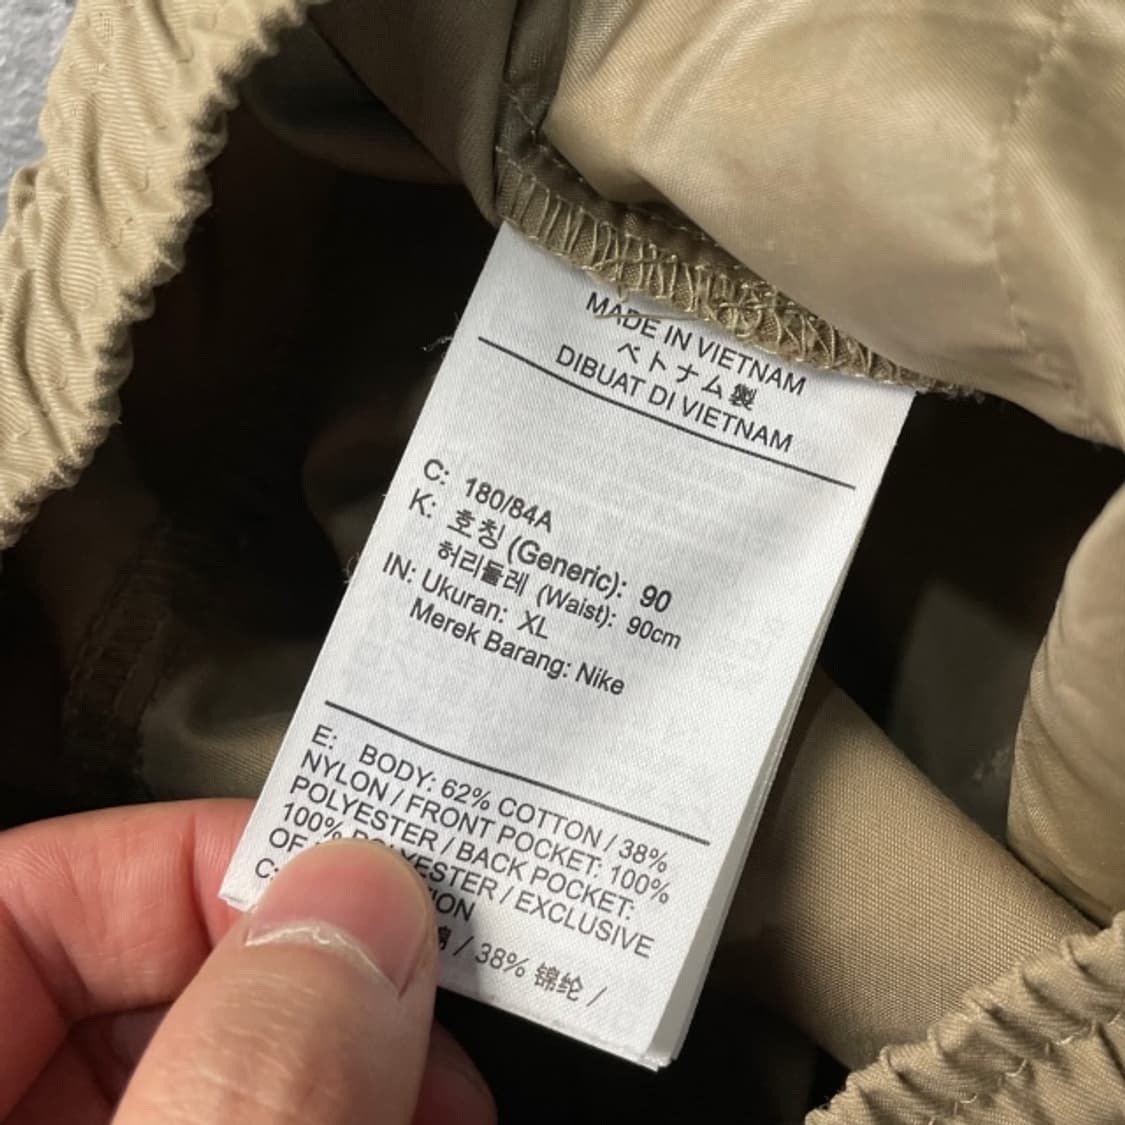 MADE IN VIETNAM
ベトナム製
DIBUAT DI VIETNAM
C: 180/84A
K: 호칭 (Generic): 90
허리둘레 (Waist): 90cm
IN: Ukuran: XL
Merek Barang: Nike
E: BODY: 62% COTTON / 38%
NYLON / FRONT POCKET: 100%
POLYESTER / BACK POCKET:
100% POLYESTER / EXCLUSIVE
OF
C: / 38% 锦纶 /